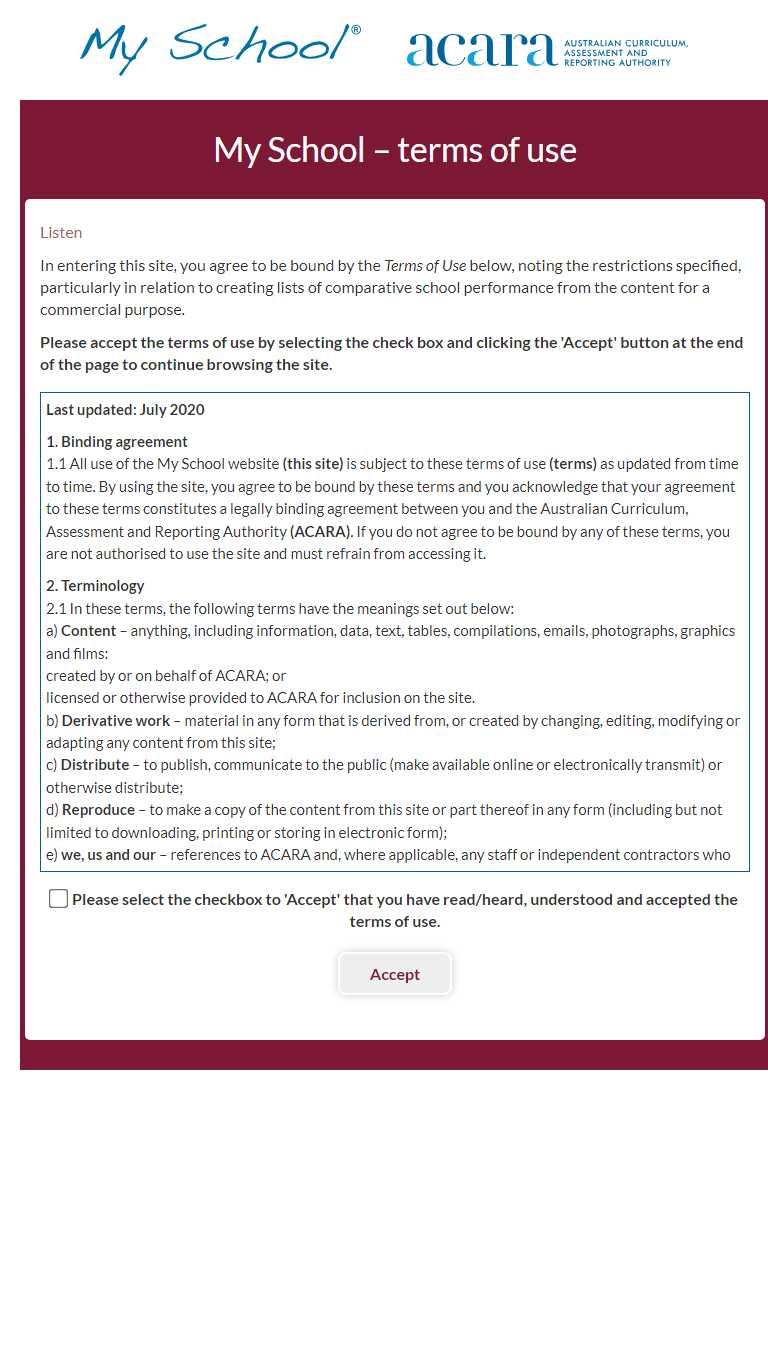 My School®
acara AUSTRALIAN CURRICULUM,
ASSESSMENT AND
REPORTING AUTHORITY
My School – terms of use
Listen
In entering this site, you agree to be bound by the Terms of Use below, noting the restrictions specified,
particularly in relation to creating lists of comparative school performance from the content for a
commercial purpose.
Please accept the terms of use by selecting the check box and clicking the 'Accept' button at the end
of the page to continue browsing the site.
Last updated: July 2020
1. Binding agreement
1.1 All use of the My School website (this site) is subject to these terms of use (terms) as updated from time
to time. By using the site, you agree to be bound by these terms and you acknowledge that your agreement
to these terms constitutes a legally binding agreement between you and the Australian Curriculum,
Assessment and Reporting Authority (ACARA). If you do not agree to be bound by any of these terms, you
are not authorised to use the site and must refrain from accessing it.
2. Terminology
2.1 In these terms, the following terms have the meanings set out below:
a) Content – anything, including information, data, text, tables, compilations, emails, photographs, graphics
and films:
created by or on behalf of ACARA; or
licensed or otherwise provided to ACARA for inclusion on the site.
b) Derivative work – material in any form that is derived from, or created by changing, editing, modifying or
adapting any content from this site;
c) Distribute – to publish, communicate to the public (make available online or electronically transmit) or
otherwise distribute;
d) Reproduce – to make a copy of the content from this site or part thereof in any form (including but not
limited to downloading, printing or storing in electronic form);
e) we, us and our – references to ACARA and, where applicable, any staff or independent contractors who
Please select the checkbox to 'Accept' that you have read/heard, understood and accepted the
terms of use.
Accept